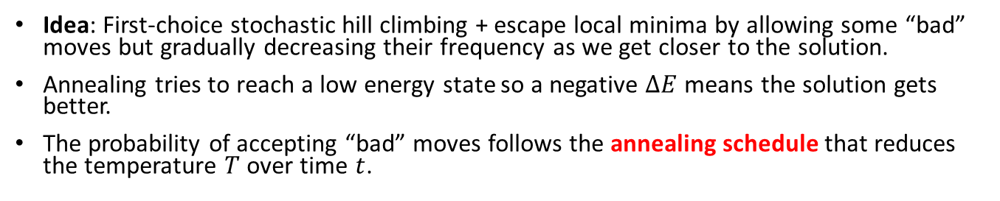 • Idea: First-choice stochastic hill climbing + escape local minima by allowing some “bad”
moves but gradually decreasing their frequency as we get closer to the solution.
• Annealing tries to reach a low energy state so a negative Δ𝐸 means the solution gets
better.
• The probability of accepting “bad” moves follows the annealing schedule that reduces
the temperature 𝑇 over time 𝑡.